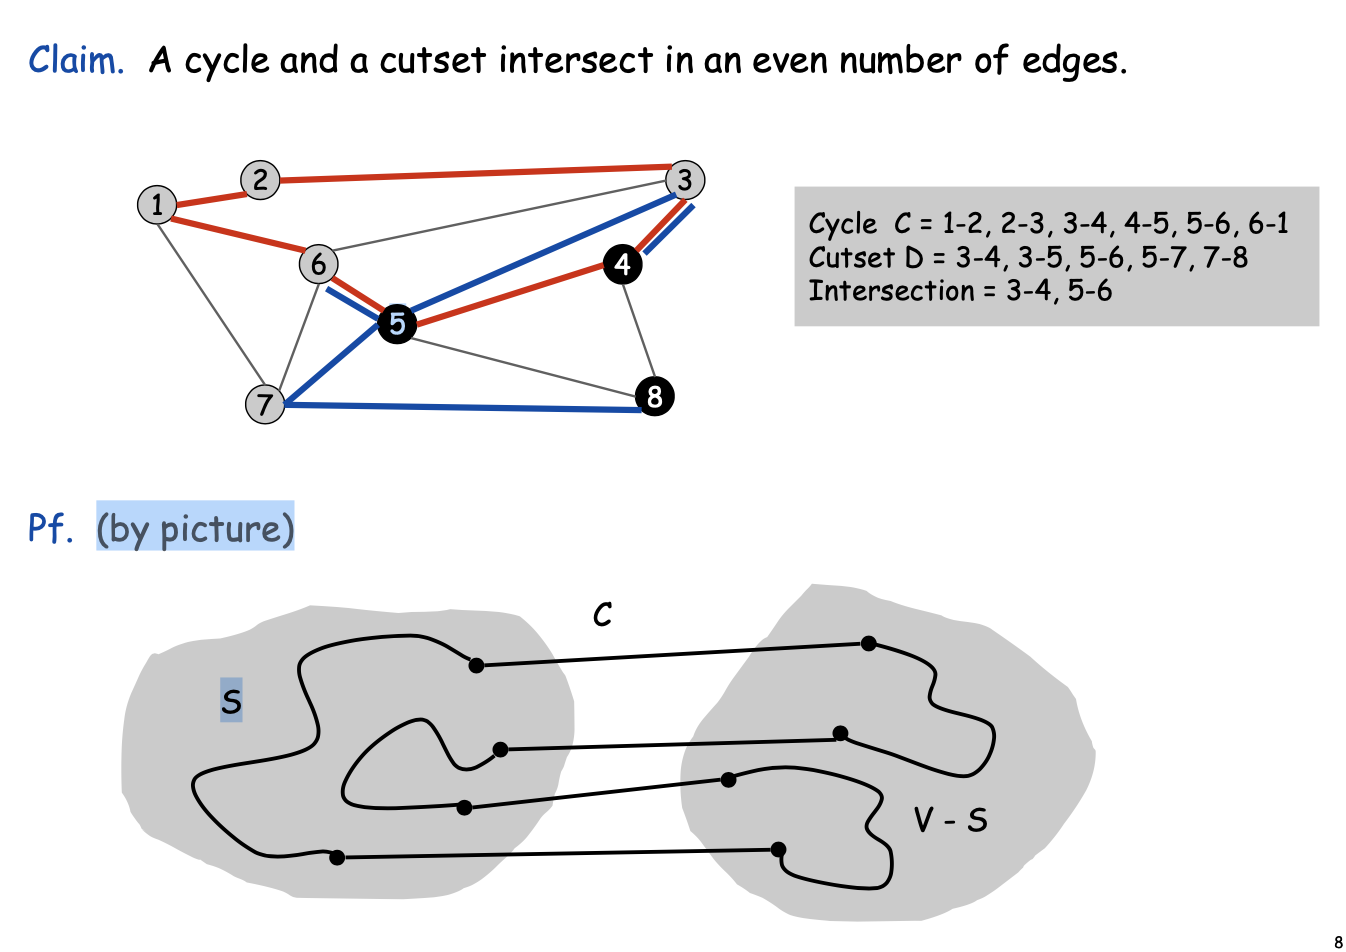 Claim. A cycle and a cutset intersect in an even number of edges.
2
3
1
6
4
5
7
8
Cycle C = 1-2, 2-3, 3-4, 4-5, 5-6, 6-1
Cutset D = 3-4, 3-5, 5-6, 5-7, 7-8
Intersection = 3-4, 5-6
Pf. (by picture)
C
S
V - S
8